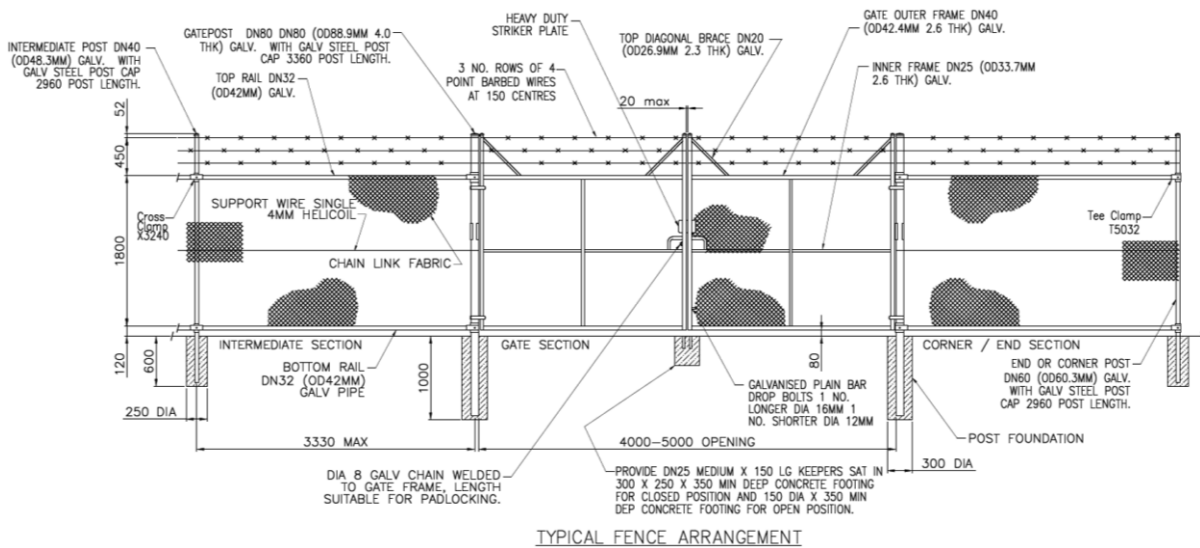 INTERMEDIATE POST DN40
(OD48.3MM) GALV. WITH
GALV STEEL POST CAP
2960 POST LENGTH.
GATEPOST DN80 DN80 (OD88.9MM 4.0
THK) GALV. WITH GALV STEEL POST
CAP 3360 POST LENGTH.
TOP RAIL DN32
(OD42MM) GALV.
HEAVY DUTY
STRIKER PLATE
3 NO. ROWS OF 4
POINT BARBED WIRES
AT 150 CENTRES
TOP DIAGONAL BRACE DN20
(OD26.9MM 2.3 THK) GALV.
GATE OUTER FRAME DN40
(OD42.4MM 2.6 THK) GALV.
INNER FRAME DN25 (OD33.7MM
2.6 THK) GALV.
20 max
52
450
1800
120
600
Cross
Clamp
X3240
SUPPORT WIRE SINGLE
4MM HELICOIL
CHAIN LINK FABRIC
Tee Clamp
T5032
INTERMEDIATE SECTION
GATE SECTION
CORNER / END SECTION
BOTTOM RAIL
DN32 (OD42MM)
GALV PIPE
1000
80
250 DIA
GALVANISED PLAIN BAR
DROP BOLTS 1 NO.
LONGER DIA 16MM 1
NO. SHORTER DIA 12MM
END OR CORNER POST
DN60 (OD60.3MM) GALV.
WITH GALV STEEL POST
CAP 2960 POST LENGTH.
3330 MAX
4000-5000 OPENING
POST FOUNDATION
300 DIA
DIA 8 GALV CHAIN WELDED
TO GATE FRAME, LENGTH
SUITABLE FOR PADLOCKING.
PROVIDE DN25 MEDIUM X 150 LG KEEPERS SAT IN
300 X 250 X 350 MIN DEEP CONCRETE FOOTING
FOR CLOSED POSITION AND 150 DIA X 350 MIN
DEP CONCRETE FOOTING FOR OPEN POSITION.
TYPICAL FENCE ARRANGEMENT